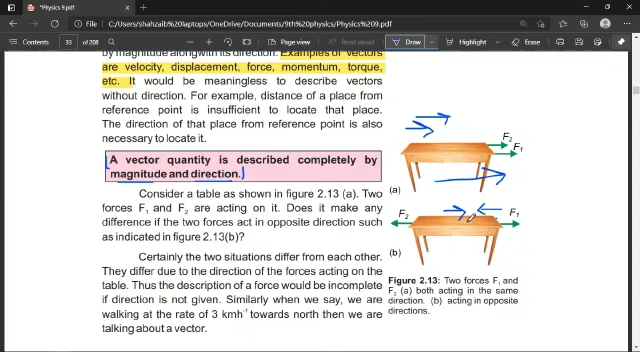 *Physics 9.pdf
File
C:/Users/shahzaib%20laptops/OneDrive/Documents/9th%20physics/Physics%209.pdf
Contents
33
of 208
Page view
Read aloud
Draw
Highlight
Erase
by magnitude alongwith its direction. Examples of vectors
are velocity, displacement, force, momentum, torque,
etc. It would be meaningless to describe vectors
without direction. For example, distance of a place from
reference point is insufficient to locate that place.
The direction of that place from reference point is also
necessary to locate it.
A vector quantity is described completely by
magnitude and direction.
Consider a table as shown in figure 2.13 (a). Two
forces F1 and F2 are acting on it. Does it make any
difference if the two forces act in opposite direction such
as indicated in figure 2.13(b)?
Certainly the two situations differ from each other.
They differ due to the direction of the forces acting on the
table. Thus the description of a force would be incomplete
if direction is not given. Similarly when we say, we are
walking at the rate of 3 kmh⁻¹ towards north then we are
talking about a vector.
F2
F1
(a)
F2
F1
(b)
Figure 2.13: Two forces F1 and
F2 (a) both acting in the same
direction. (b) acting in opposite
directions.